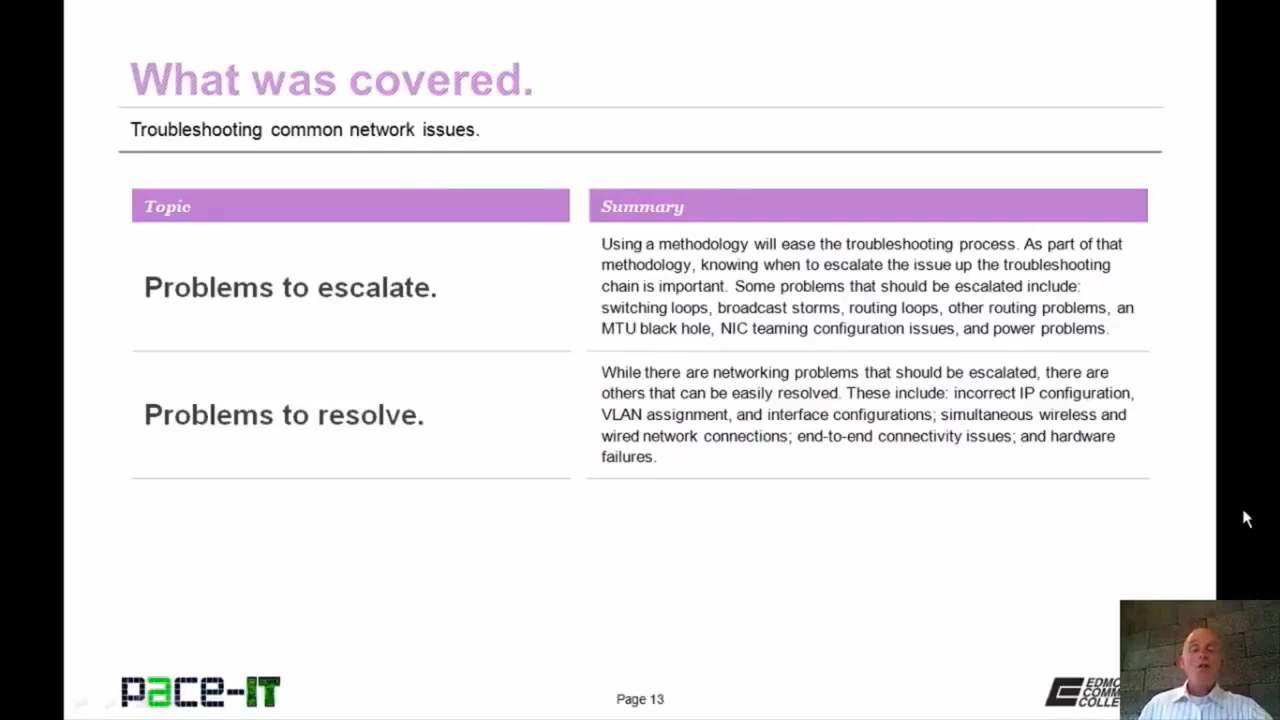 What was covered.
Troubleshooting common network issues.
Topic
Summary
Problems to escalate.
Using a methodology will ease the troubleshooting process. As part of that
methodology, knowing when to escalate the issue up the troubleshooting
chain is important. Some problems that should be escalated include:
switching loops, broadcast storms, routing loops, other routing problems, an
MTU black hole, NIC teaming configuration issues, and power problems.
Problems to resolve.
While there are networking problems that should be escalated, there are
others that can be easily resolved. These include: incorrect IP configuration,
VLAN assignment, and interface configurations; simultaneous wireless and
wired network connections; end-to-end connectivity issues; and hardware
failures.
pace-IT
Page 13
EDMO
COMM
COLLE